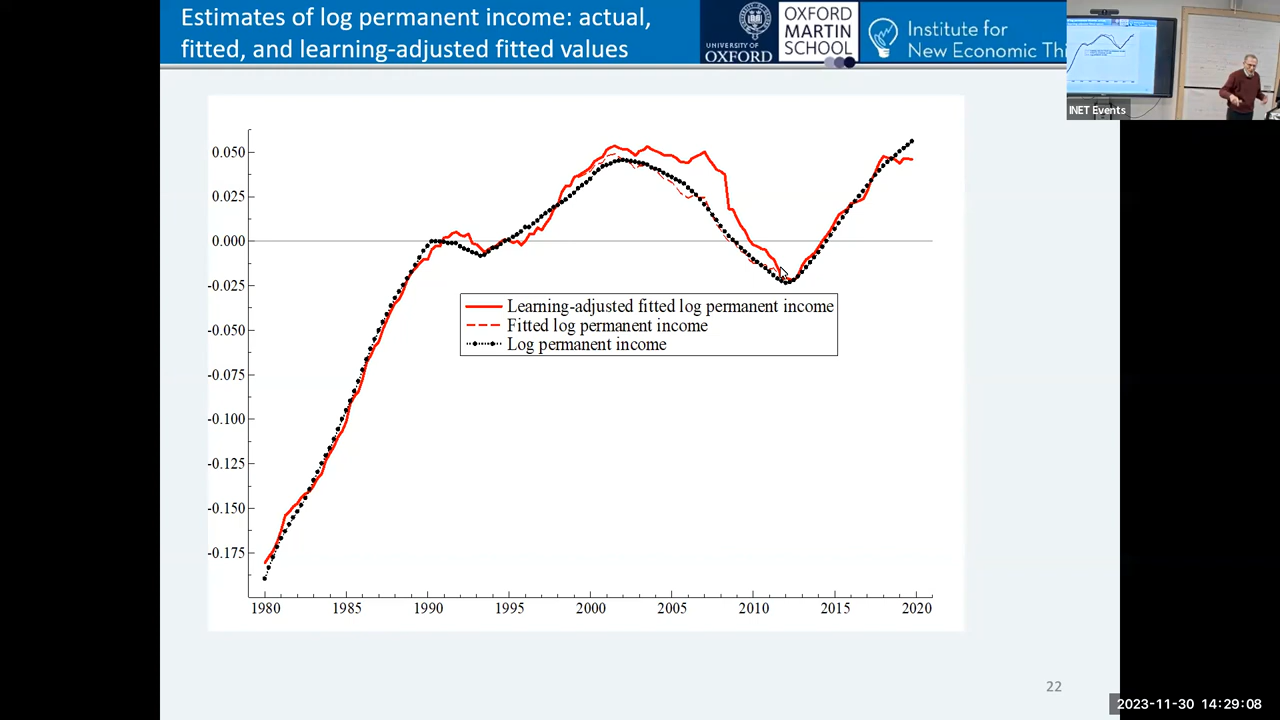 Estimates of log permanent income: actual,
fitted, and learning-adjusted fitted values
UNIVERSITY OF
OXFORD
OXFORD
MARTIN
SCHOOL
Institute for
New Economic Thi
INET Events
0.050
0.025
0.000
-0.025
-0.050
-0.075
-0.100
-0.125
-0.150
-0.175
Learning-adjusted fitted log permanent income
Fitted log permanent income
Log permanent income
1980 1985 1990 1995 2000 2005 2010 2015 2020
22
2023-11-30 14:29:08